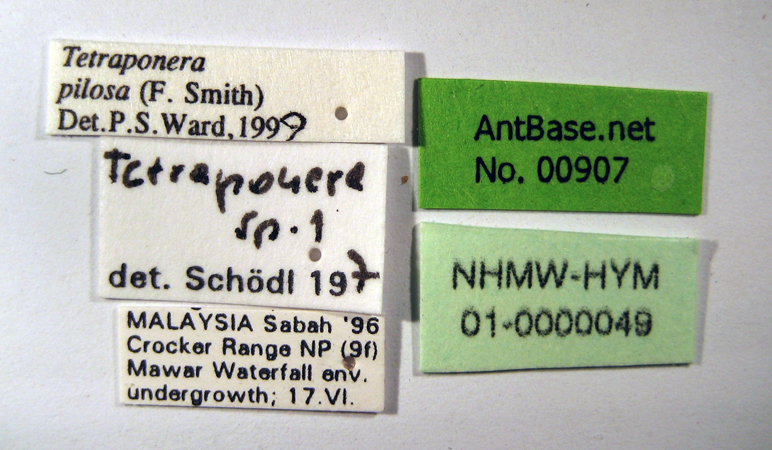 Tetraponera
pilosa (F. Smith)
Det.P.S.Ward, 1999
Tetraponera
sp. 1
det. Schödl 197
MALAYSIA Sabah '96
Crocker Range NP (9f)
Mawar Waterfall env.
undergrowth; 17.VI.
AntBase.net
No. 00907
NHMW-HYM
01-0000049